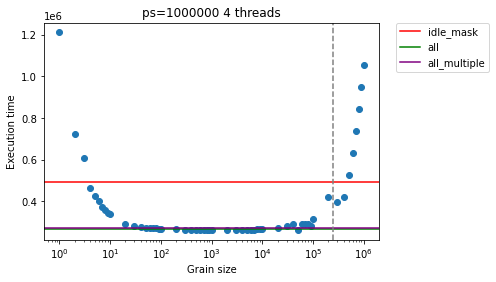 ps=1000000 4 threads
1e6
1.2
1.0
0.8
0.6
0.4
Execution time
10^0
10^1
10^2
10^3
10^4
10^5
10^6
Grain size
idle_mask
all
all_multiple